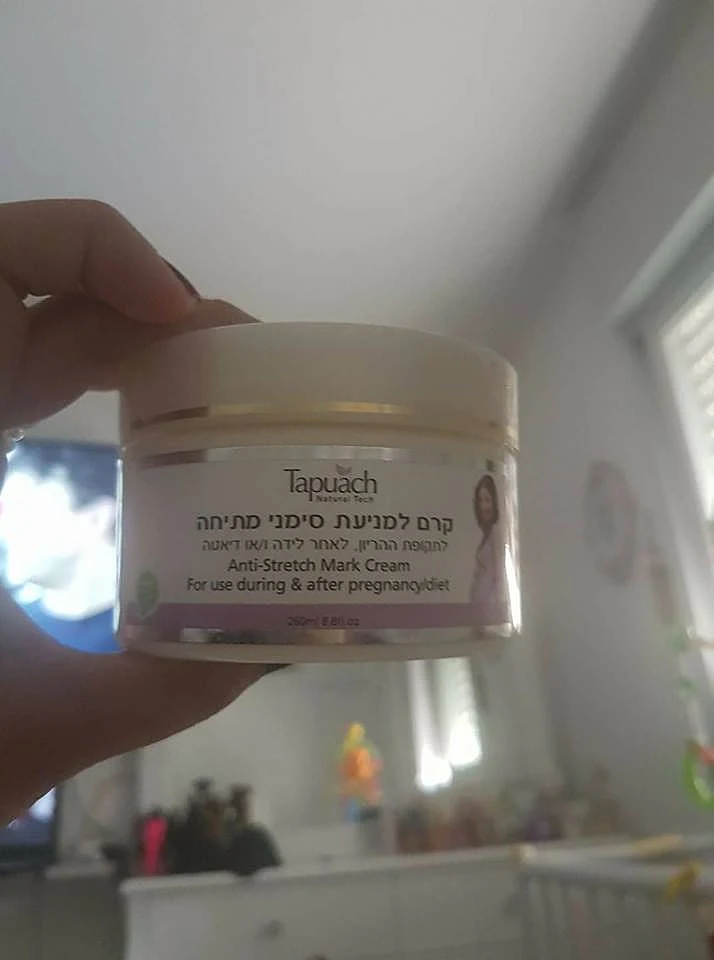 Tapuach
Natural Tech
קרם למניעת סימני מתיחה
לתקופת ההריון, לאחר לידה ו/או דיאטה
Anti-Stretch Mark Cream
For use during & after pregnancy/diet
260ml 8.8fl.oz